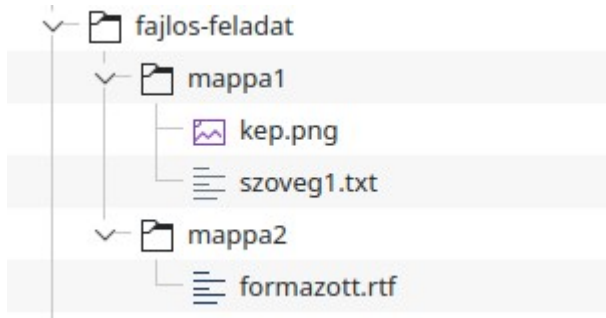 fajlos-feladat
mappa1
kep.png
szoveg1.txt
mappa2
formazott.rtf